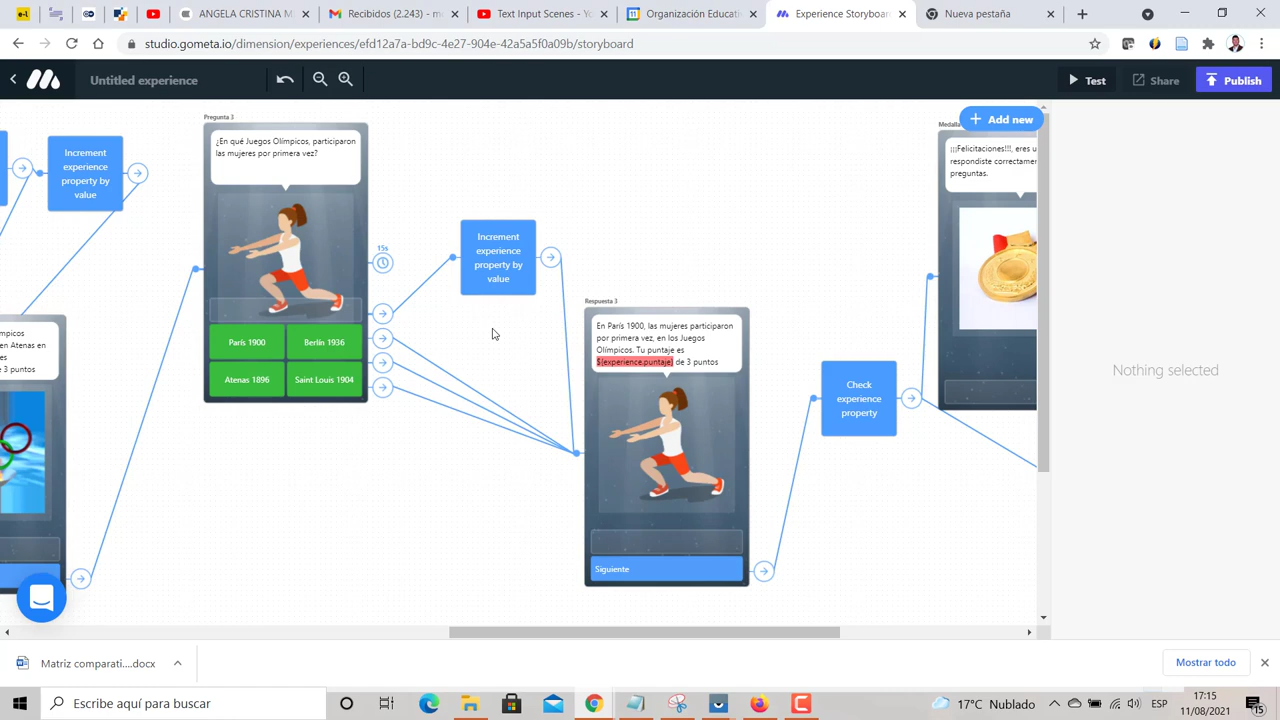 ANGELA CRISTINA M
Recibidos (2.243) - m
Text Input Scenes - Yo
Organización Educati
Experience Storyboar
Nueva pestaña
studio.gometa.io/dimension/experiences/efd12a7a-bd9c-4e27-904e-42a5a5f0a09b/storyboard
Untitled experience
Test
Share
Publish
Add new
Pregunta 3
¿En qué Juegos Olímpicos, participaron
las mujeres por primera vez?
15s
París 1900
Berlín 1936
Atenas 1896
Saint Louis 1904
Increment
experience
property by
value
Increment
experience
property by
value
ímpicos
en Atenas en
es
e 3 puntos
Respuesta 3
En París 1900, las mujeres participaron
por primera vez, en los Juegos
Olímpicos. Tu puntaje es
${experience.puntaje} de 3 puntos
Siguiente
Check
experience
property
Medalla
¡¡¡Felicitaciones!!!, eres u
respondiste correctamen
preguntas.
Nothing selected
Matriz comparati....docx
Mostrar todo
Escribe aquí para buscar
17°C Nublado
ESP
17:15
11/08/2021
15